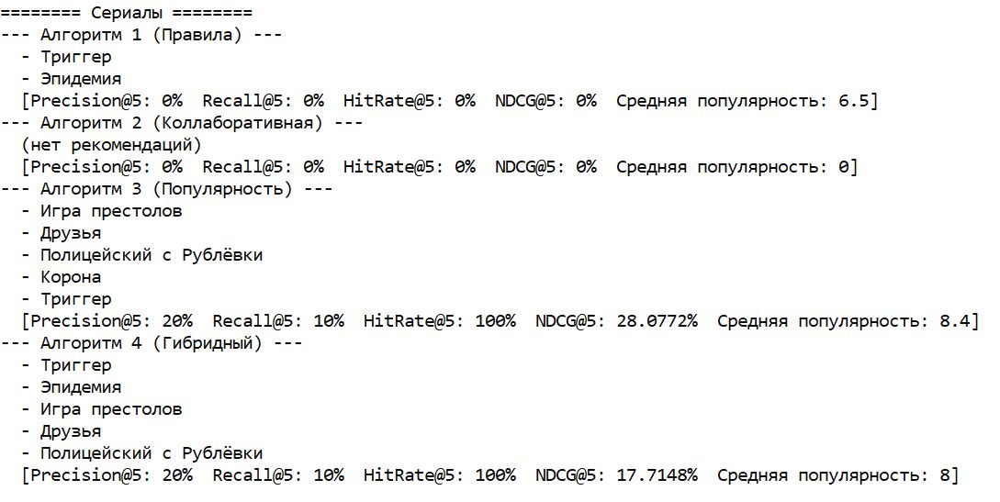 ======== Сериалы ========
--- Алгоритм 1 (Правила) ---
- Триггер
- Эпидемия
[Precision@5: 0% Recall@5: 0% HitRate@5: 0% NDCG@5: 0% Средняя популярность: 6.5]
--- Алгоритм 2 (Коллаборативная) ---
(нет рекомендаций)
[Precision@5: 0% Recall@5: 0% HitRate@5: 0% NDCG@5: 0% Средняя популярность: 0]
--- Алгоритм 3 (Популярность) ---
- Игра престолов
- Друзья
- Полицейский с Рублёвки
- Корона
- Триггер
[Precision@5: 20% Recall@5: 10% HitRate@5: 100% NDCG@5: 28.0772% Средняя популярность: 8.4]
--- Алгоритм 4 (Гибридный) ---
- Триггер
- Эпидемия
- Игра престолов
- Друзья
- Полицейский с Рублёвки
[Precision@5: 20% Recall@5: 10% HitRate@5: 100% NDCG@5: 17.7148% Средняя популярность: 8]